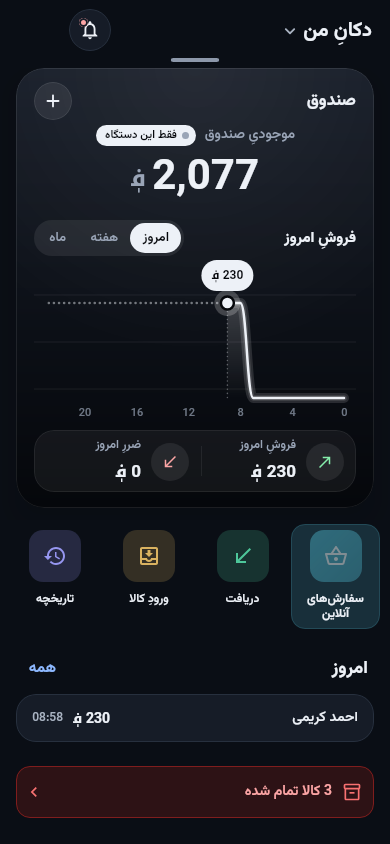 دکانِ من
صندوق
موجودیِ صندوق
فقط این دستگاه
2,077 ؋
فروشِ امروز
امروز
هفته
ماه
230 ؋
0 4 8 12 16 20
فروشِ امروز
230 ؋
ضررِ امروز
0 ؋
سفارش‌های
آنلاین
دریافت
ورودِ کالا
تاریخچه
امروز
همه
احمد کریمی
230 ؋
08:58
3 کالا تمام شده